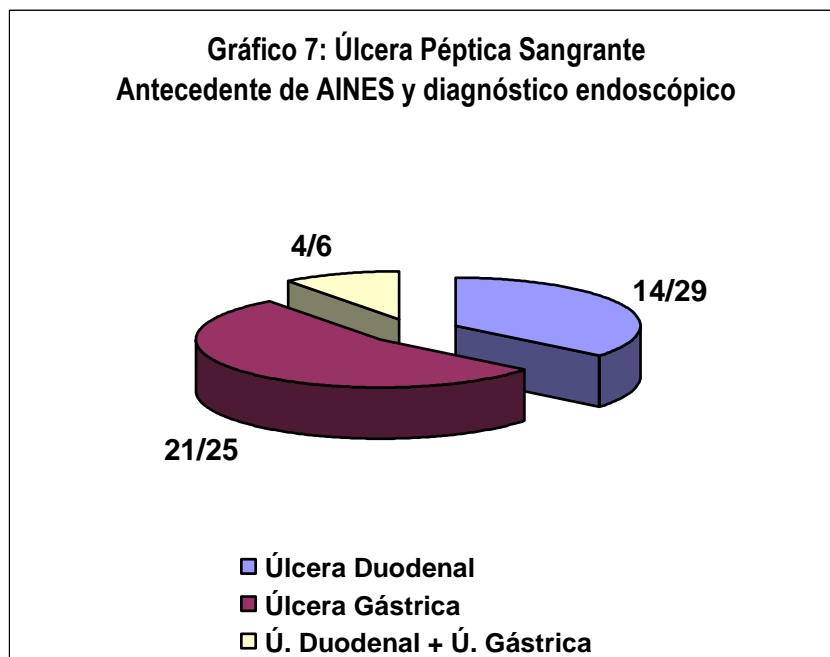 Gráfico 7: Úlcera Péptica Sangrante
Antecedente de AINES y diagnóstico endoscópico
4/6
14/29
21/25
Úlcera Duodenal
Úlcera Gástrica
Ú. Duodenal + Ú. Gástrica